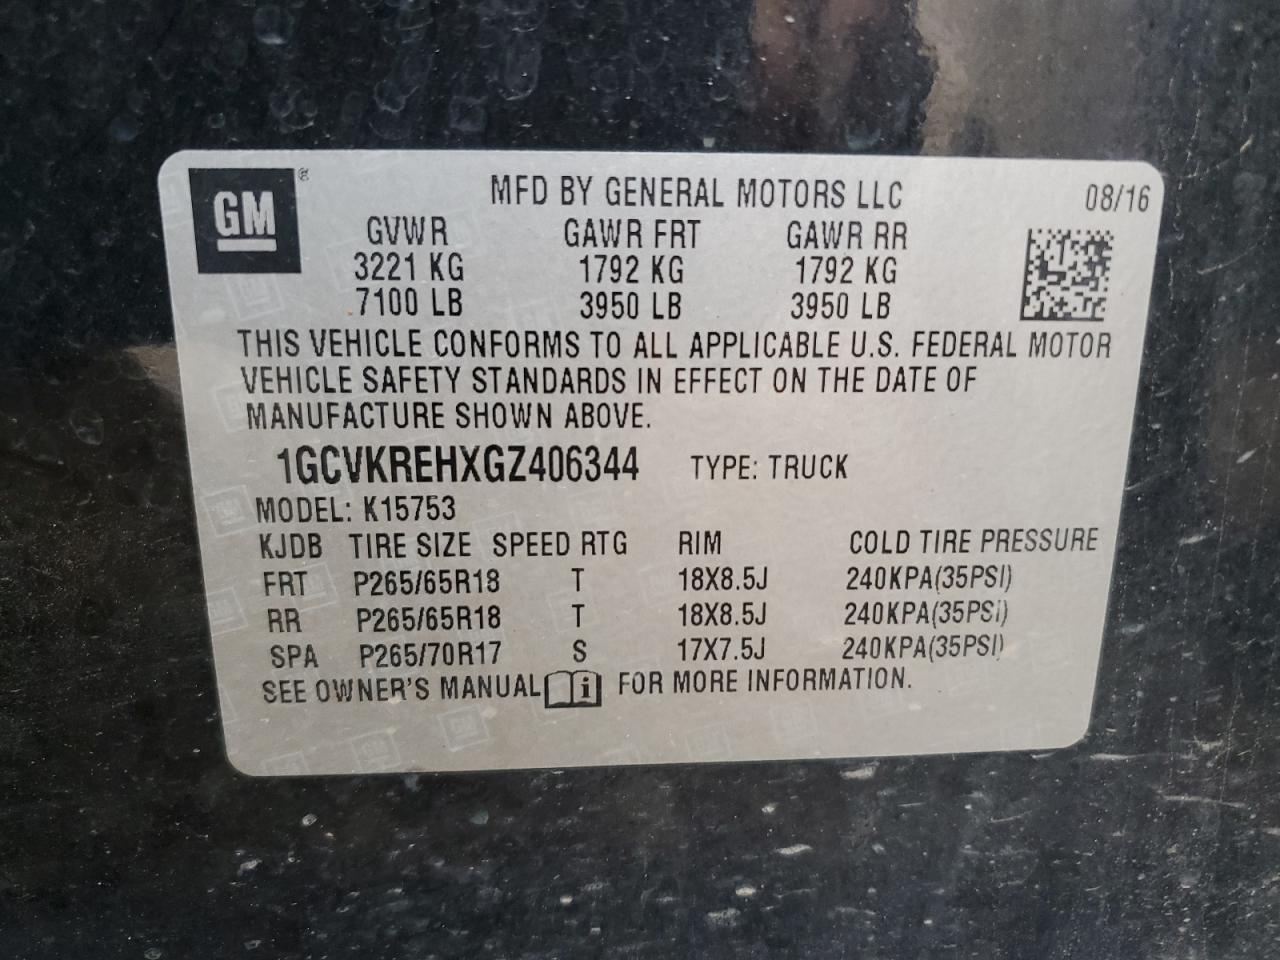 GM ®
MFD BY GENERAL MOTORS LLC 08/16
GVWR GAWR FRT GAWR RR
3221 KG 1792 KG 1792 KG
7100 LB 3950 LB 3950 LB
THIS VEHICLE CONFORMS TO ALL APPLICABLE U.S. FEDERAL MOTOR
VEHICLE SAFETY STANDARDS IN EFFECT ON THE DATE OF
MANUFACTURE SHOWN ABOVE.
1GCVKREHXGZ406344 TYPE: TRUCK
MODEL: K15753
KJDB TIRE SIZE SPEED RTG RIM COLD TIRE PRESSURE
FRT P265/65R18 T 18X8.5J 240KPA(35PSI)
RR P265/65R18 T 18X8.5J 240KPA(35PSI)
SPA P265/70R17 S 17X7.5J 240KPA(35PSI)
SEE OWNER'S MANUAL i FOR MORE INFORMATION.